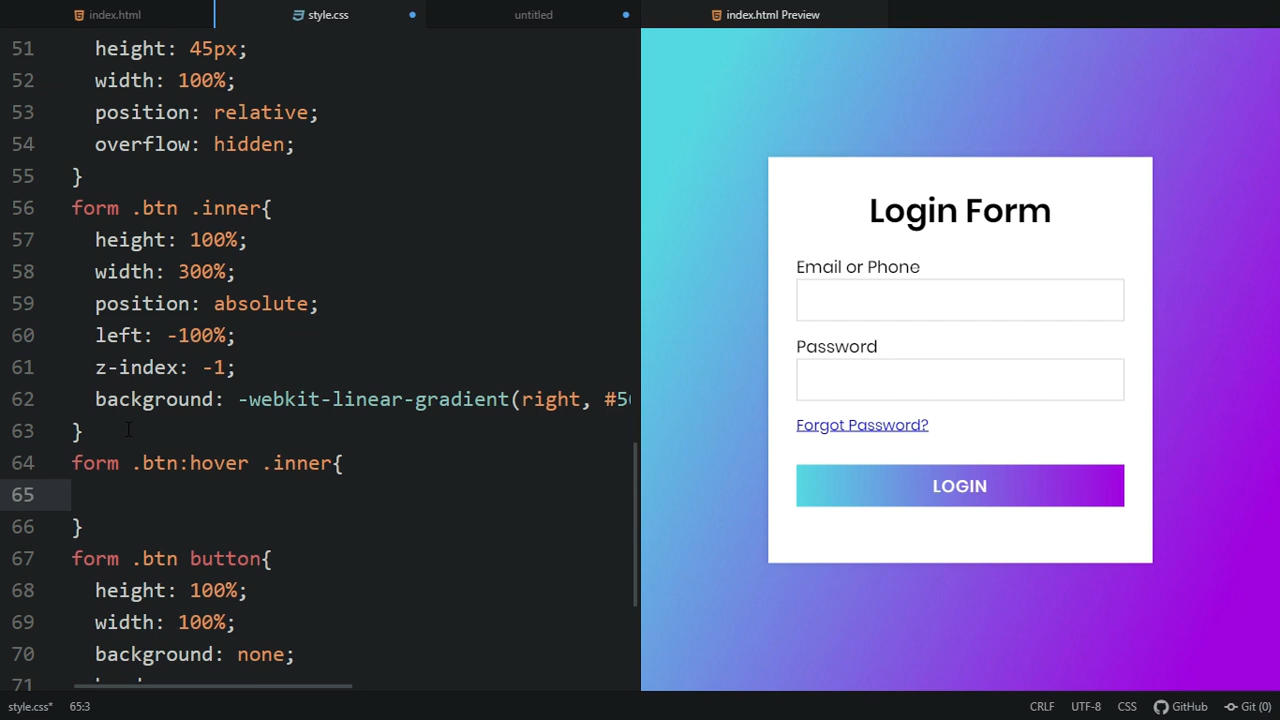 index.html
style.css
untitled
index.html Preview
51 height: 45px;
52 width: 100%;
53 position: relative;
54 overflow: hidden;
55 }
56 form .btn .inner{
57 height: 100%;
58 width: 300%;
59 position: absolute;
60 left: -100%;
61 z-index: -1;
62 background: -webkit-linear-gradient(right, #5
63 }
64 form .btn:hover .inner{
65
66 }
67 form .btn button{
68 height: 100%;
69 width: 100%;
70 background: none;
71
Login Form
Email or Phone
Password
Forgot Password?
LOGIN
style.css* 65:3
CRLF UTF-8 CSS GitHub Git (0)